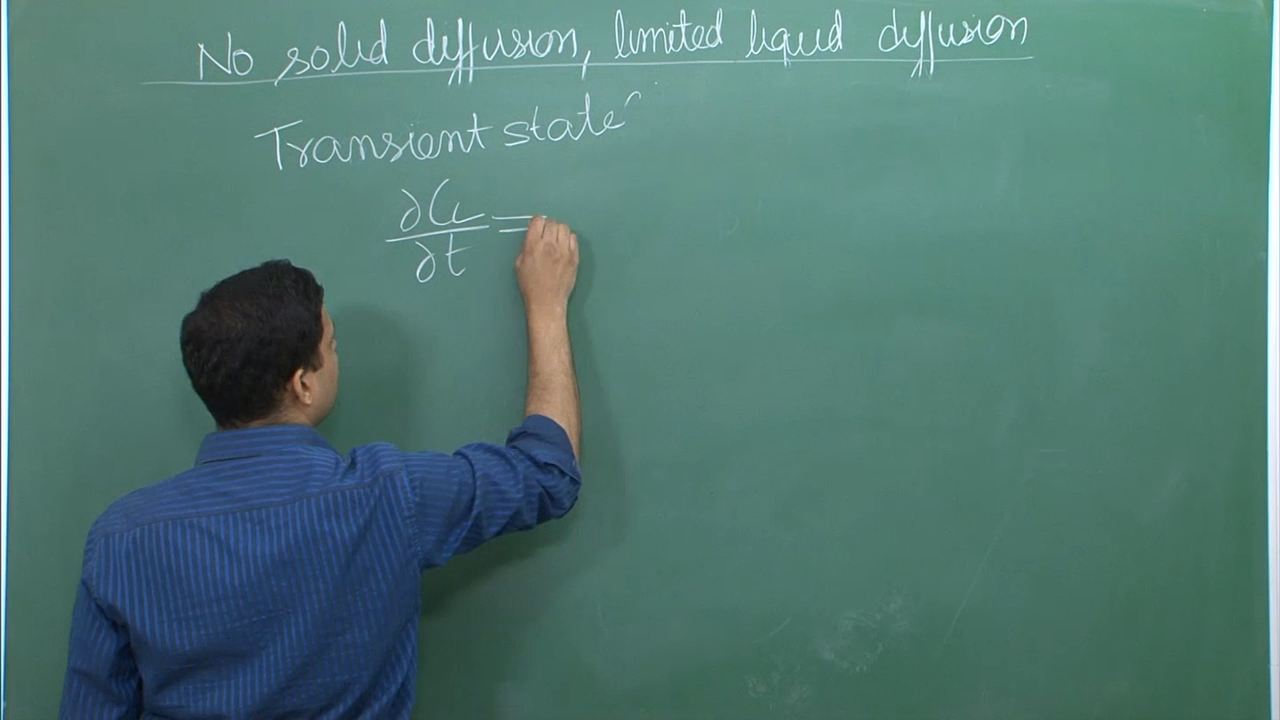 No solid diffusion, limited liquid diffusion
Transient state
∂C_L/∂t =